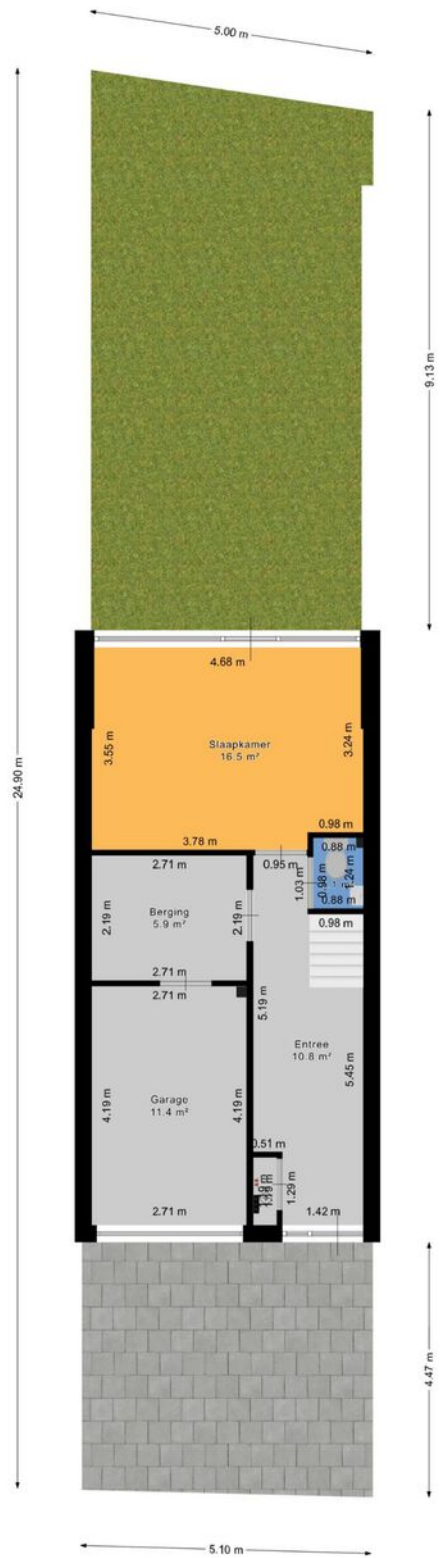 5.00 m
9.13 m
24.90 m
4.68 m
3.55 m
Slaapkamer
16.5 m²
3.24 m
3.78 m
0.98 m
2.71 m
0.95 m
0.88 m
1.03 m
0.98 m
1.24 m
0.88 m
2.19 m
Berging
5.9 m²
2.19 m
0.98 m
2.71 m
2.71 m
5.19 m
Entree
10.8 m²
5.45 m
4.19 m
Garage
11.4 m²
4.19 m
0.51 m
1.29 m
2.71 m
1.42 m
4.47 m
5.10 m